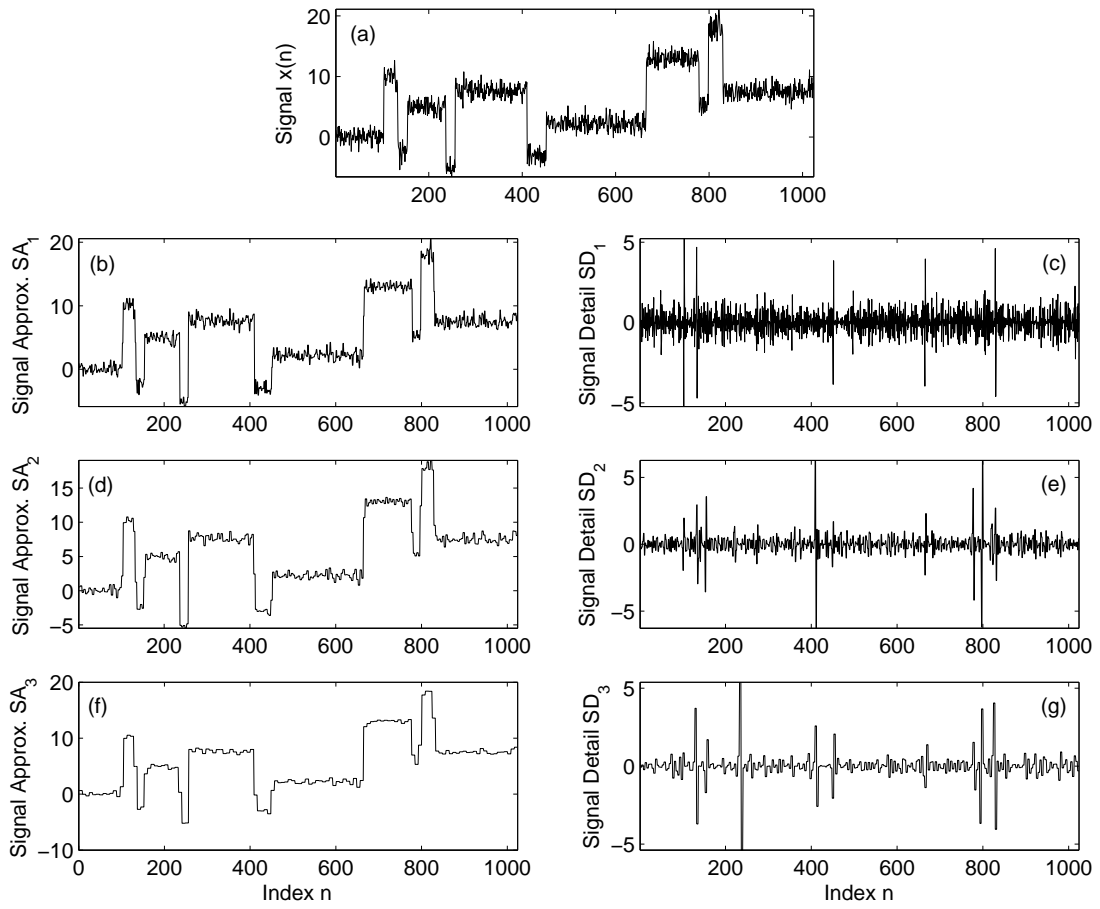 (a)
Signal x(n)
20
10
0
200 400 600 800 1000
(b)
Signal Approx. SA₁
20
15
10
5
0
200 400 600 800 1000
(c)
Signal Detail SD₁
5
0
−5
200 400 600 800 1000
(d)
Signal Approx. SA₂
15
10
5
0
−5
200 400 600 800 1000
(e)
Signal Detail SD₂
5
0
−5
200 400 600 800 1000
(f)
Signal Approx. SA₃
20
10
0
−10
0 200 400 600 800 1000
Index n
(g)
Signal Detail SD₃
5
0
−5
200 400 600 800 1000
Index n